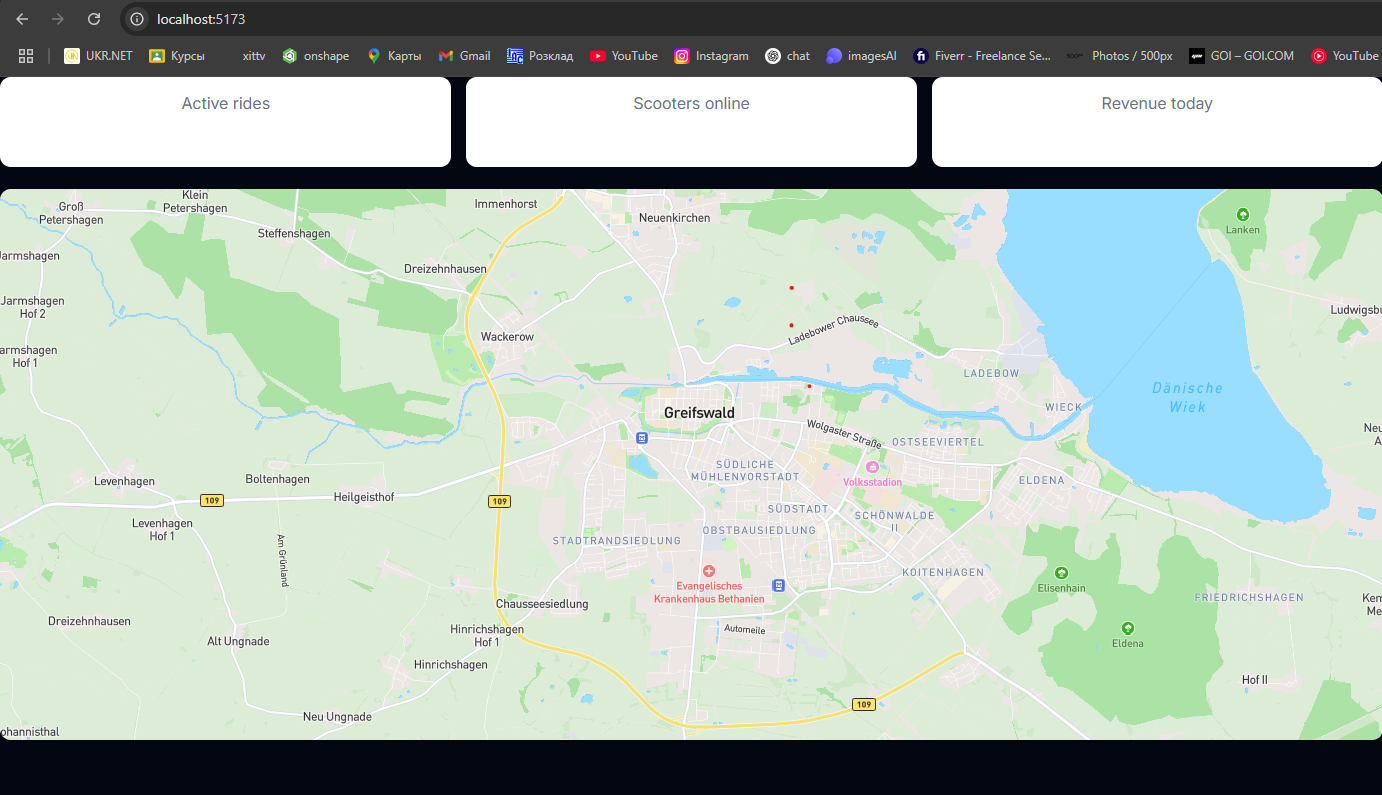 localhost:5173
UKR.NET
Курсы
xittv
onshape
Карты
Gmail
Розклад
YouTube
Instagram
chat
imagesAI
Fiverr - Freelance Se...
Photos / 500px
GOI – GOI.COM
YouTube
Active rides
Scooters online
Revenue today
Klein
Petershagen
Groß
Petershagen
Immenhorst
Neuenkirchen
Lanken
Steffenshagen
Jarmshagen
Dreizehnhausen
Jarmshagen
Hof 2
Ludwigsbu
Ladebower Chaussee
Wackerow
armshagen
Hof 1
LADEBOW
Dänische
Wiek
WIECK
Greifswald
Wolgaster Straße
OSTSEEVIERTEL
Neu
A
SÜDLICHE
MÜHLENVORSTADT
Volksstadion
Levenhagen
Boltenhagen
ELDENA
109
Heilgeisthof
109
SÜDSTADT
SCHÖNWALDE
II
Levenhagen
Hof 1
OBSTBAUSIEDLUNG
STADTRANDSIEDLUNG
Am Grünland
KOITENHAGEN
Evangelisches
Krankenhaus Bethanien
Elisenhain
FRIEDRICHSHAGEN
Kem
Me
Chausseesiedlung
Dreizehnhausen
Automeile
Hinrichshagen
Hof 1
Alt Ungnade
Eldena
Hinrichshagen
Hof II
109
Neu Ungnade
ohannisthal